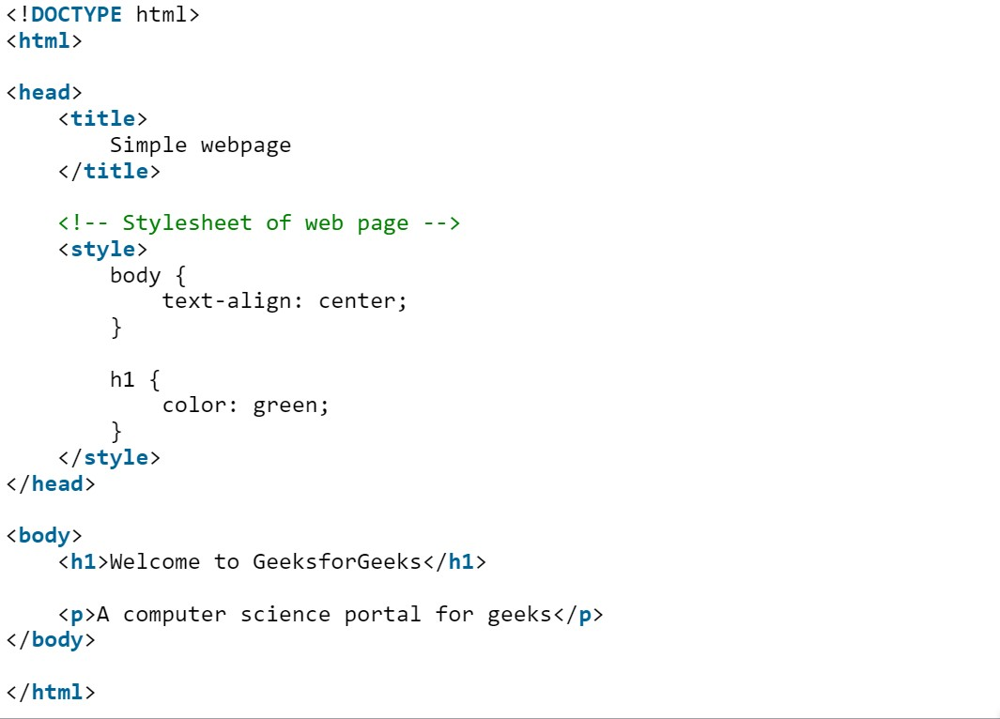 <!DOCTYPE html>
<html>
<head>
<title>
Simple webpage
</title>
<!-- Stylesheet of web page -->
<style>
body {
text-align: center;
}
h1 {
color: green;
}
</style>
</head>
<body>
<h1>Welcome to GeeksforGeeks</h1>
<p>A computer science portal for geeks</p>
</body>
</html>